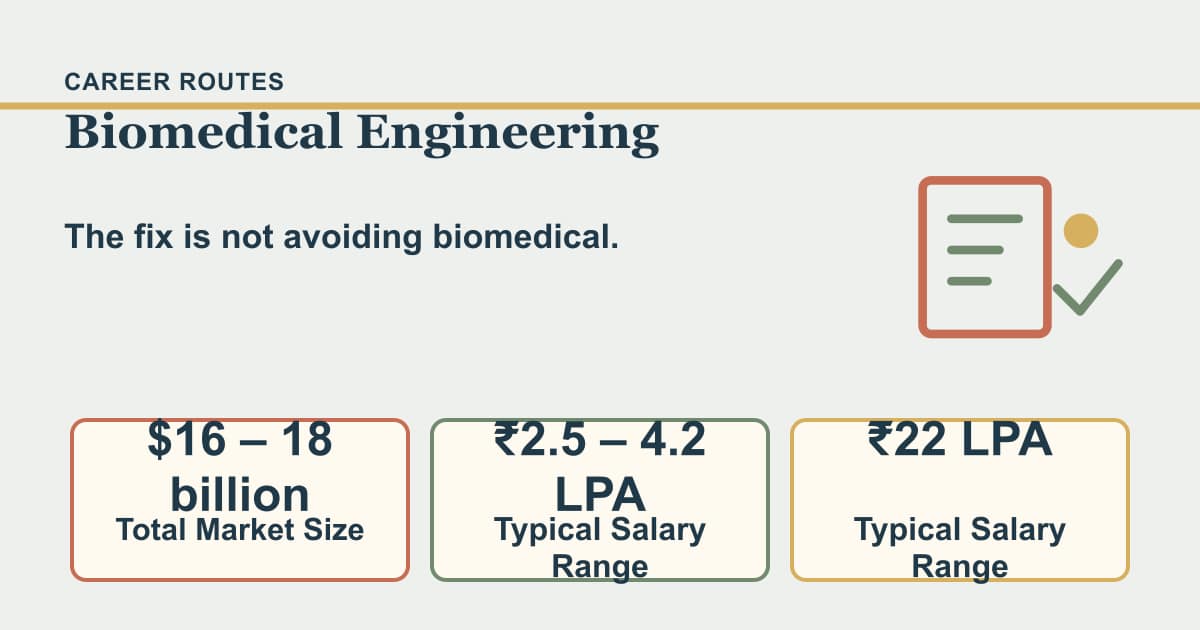 CAREER ROUTES
Biomedical Engineering
The fix is not avoiding biomedical.
$16 – 18
billion
Total Market Size
₹2.5 – 4.2
LPA
Typical Salary
Range
₹22 LPA
Typical Salary
Range